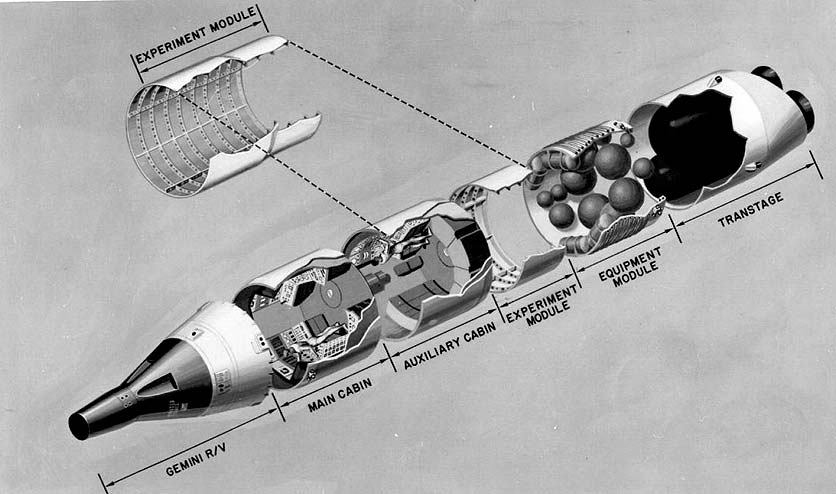 EXPERIMENT MODULE
GEMINI R/V
MAIN CABIN
AUXILIARY CABIN
EXPERIMENT
MODULE
EQUIPMENT
MODULE
TRANSTAGE